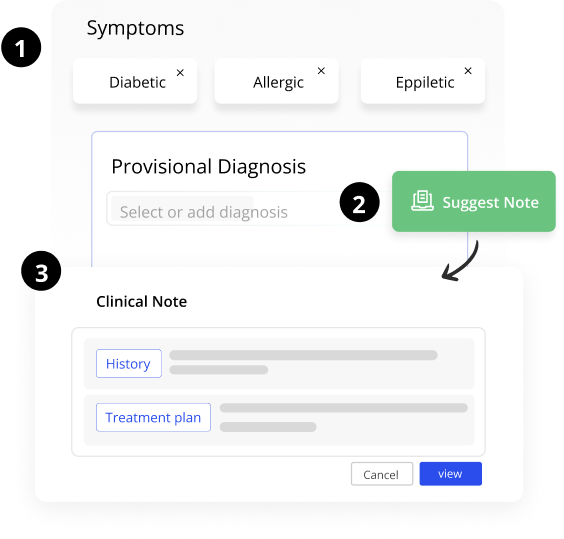 1
Symptoms
Diabetic ×
Allergic ×
Eppiletic ×
Provisional Diagnosis
Select or add diagnosis
2
Suggest Note
3
Clinical Note
History
Treatment plan
Cancel
view